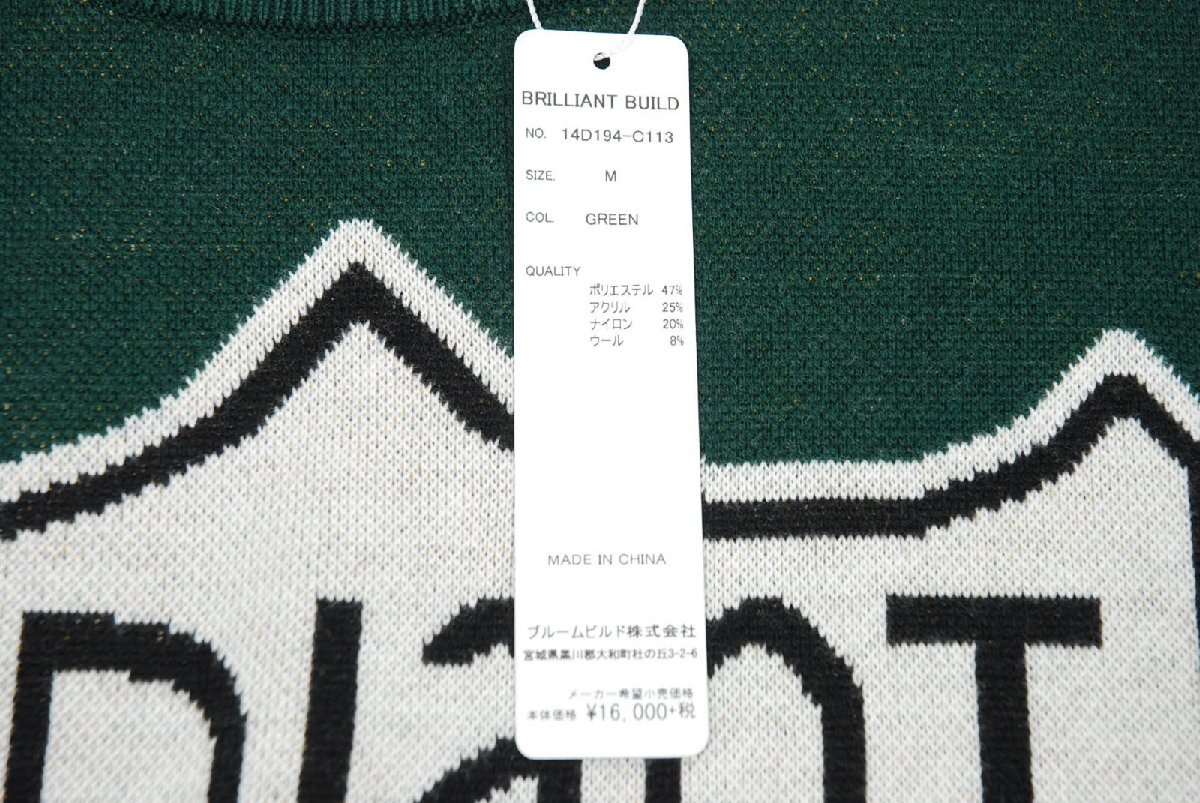 BRILLIANT BUILD
NO. 14D194-C113
SIZE. M
COL. GREEN
QUALITY
ポリエステル 47%
アクリル 25%
ナイロン 20%
ウール 8%
MADE IN CHINA
ブルームビルド株式会社
宮城県黒川郡大和町杜の丘3-2-6
メーカー希望小売価格
本体価格 ¥16,000+税